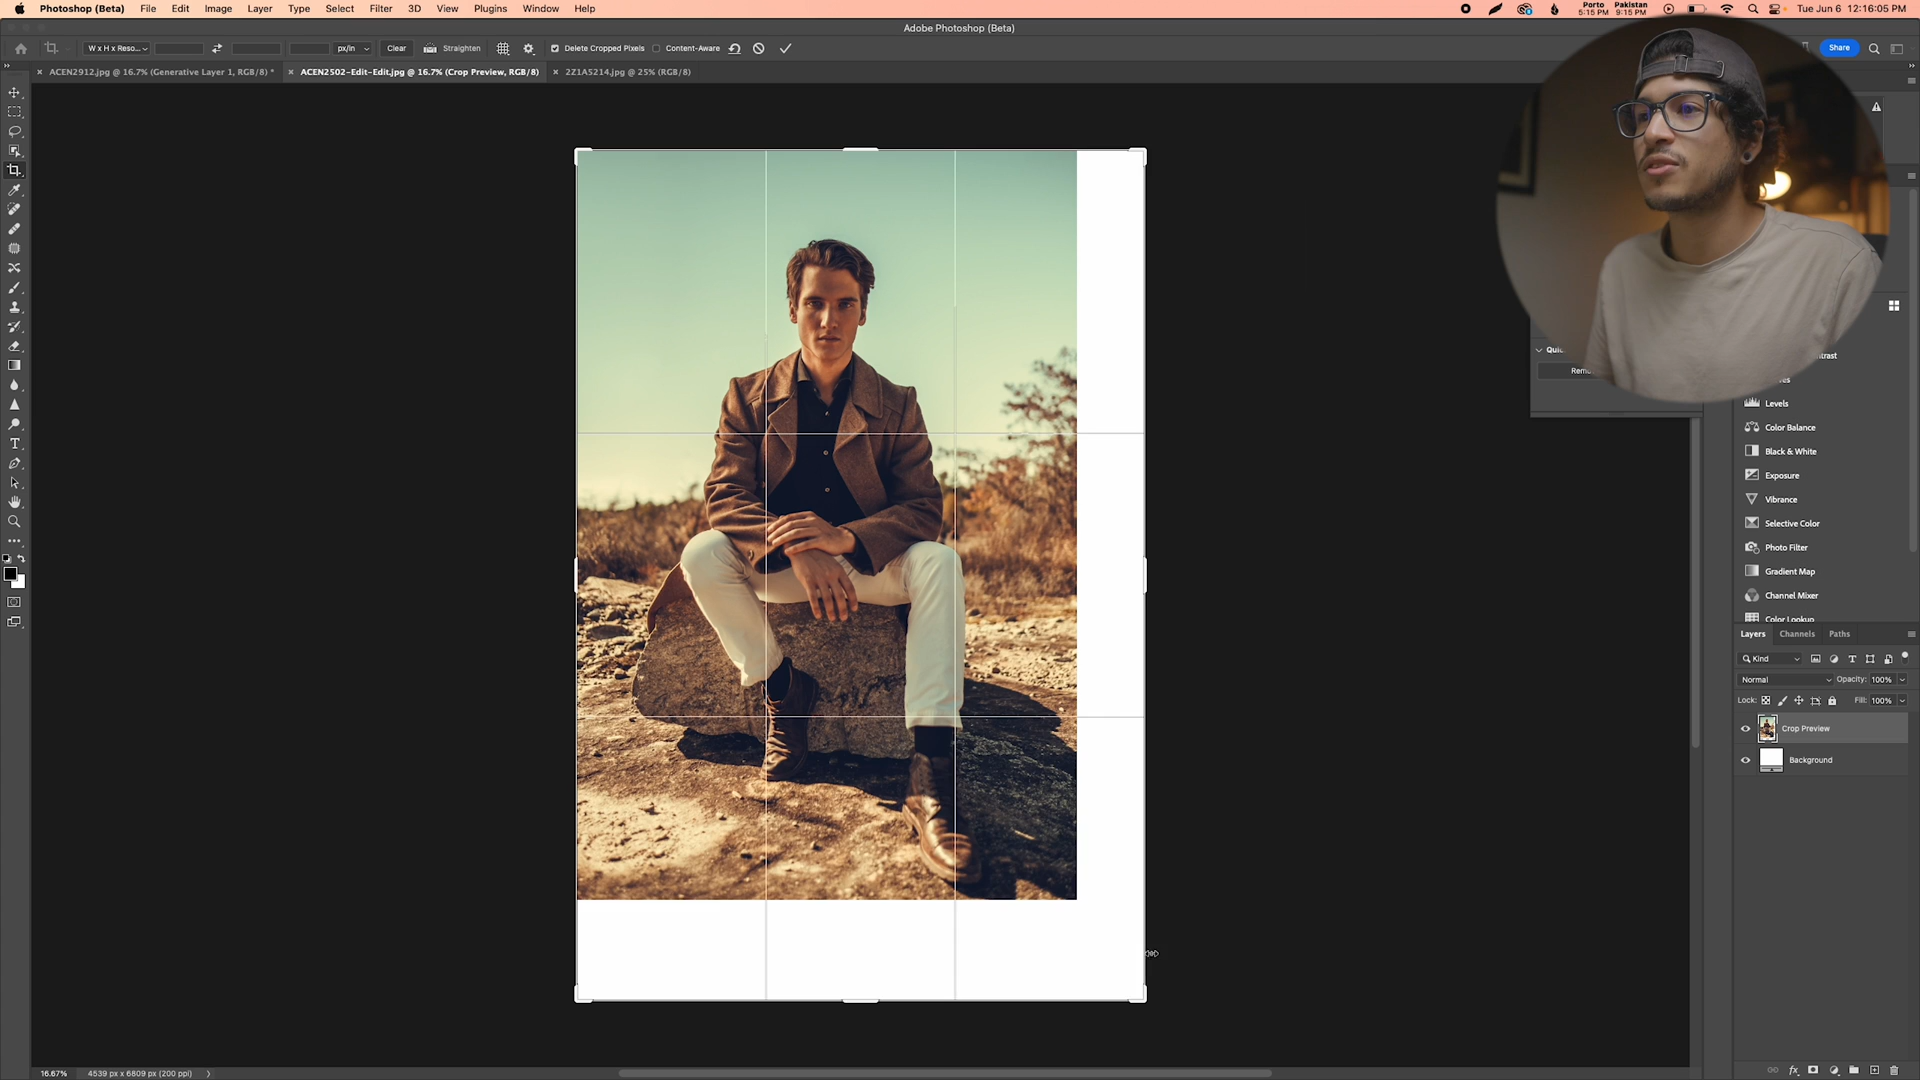 Photoshop (Beta) File Edit Image Layer Type Select Filter 3D View Plugins Window Help
Porto
5:15 PM
Pakistan
9:15 PM
Tue Jun 6 12:16:05 PM
Adobe Photoshop (Beta)
W x H x Reso... px/in Clear Straighten Delete Cropped Pixels Content-Aware
Share
ACEN2912.jpg @ 16.7% (Generative Layer 1, RGB/8) *
ACEN2502-Edit-Edit.jpg @ 16.7% (Crop Preview, RGB/8)
2Z1A5214.jpg @ 25% (RGB/8)
Levels
Color Balance
Black & White
Exposure
Vibrance
Selective Color
Photo Filter
Gradient Map
Channel Mixer
Color Lookup
Layers Channels Paths
Kind
Normal Opacity: 100%
Lock: Fill: 100%
Crop Preview
Background
fx
16.67% 4539 px x 6809 px (200 ppi)